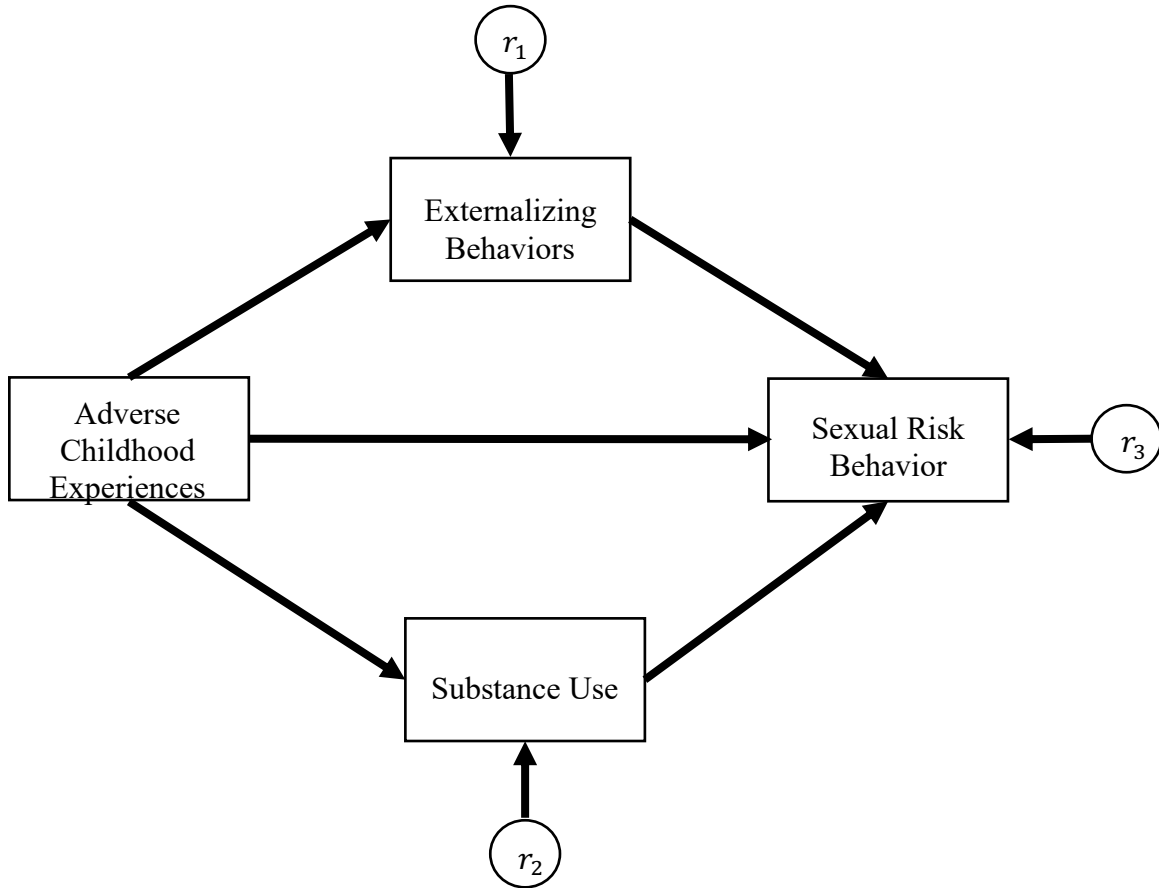 r₁
Externalizing
Behaviors
Adverse
Childhood
Experiences
Sexual Risk
Behavior
r₃
Substance Use
r₂